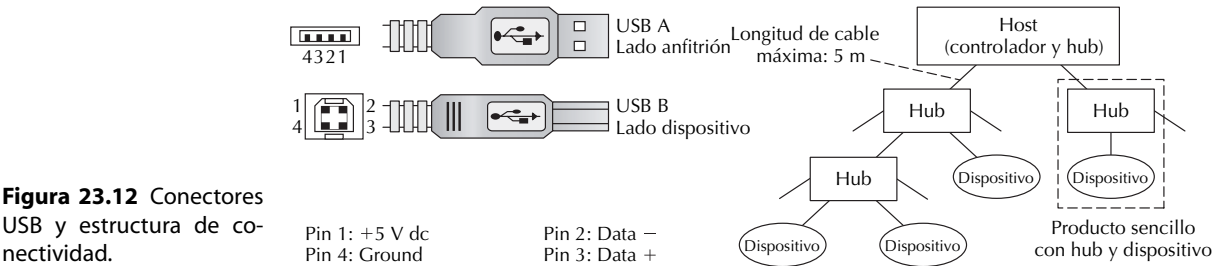 USB A
Lado anfitrión
4321
1 2
4 3
USB B
Lado dispositivo
Pin 1: +5 V dc
Pin 4: Ground
Pin 2: Data −
Pin 3: Data +
Longitud de cable
máxima: 5 m
Host
(controlador y hub)
Hub
Hub
Hub
Dispositivo
Dispositivo
Dispositivo
Dispositivo
Producto sencillo
con hub y dispositivo
Figura 23.12 Conectores
USB y estructura de co-
nectividad.